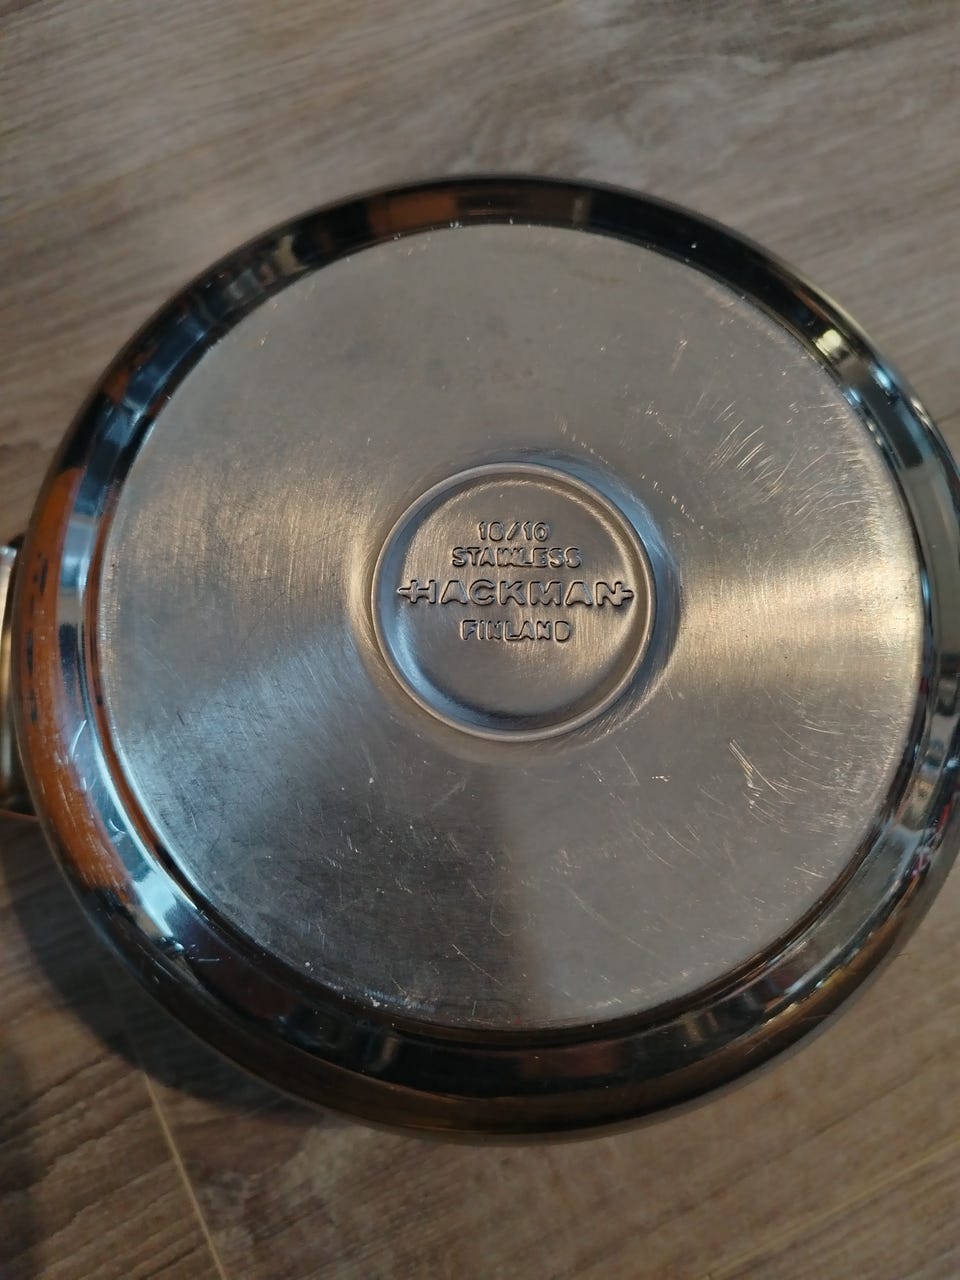 18/10
STAINLESS
HACKMAN
FINLAND